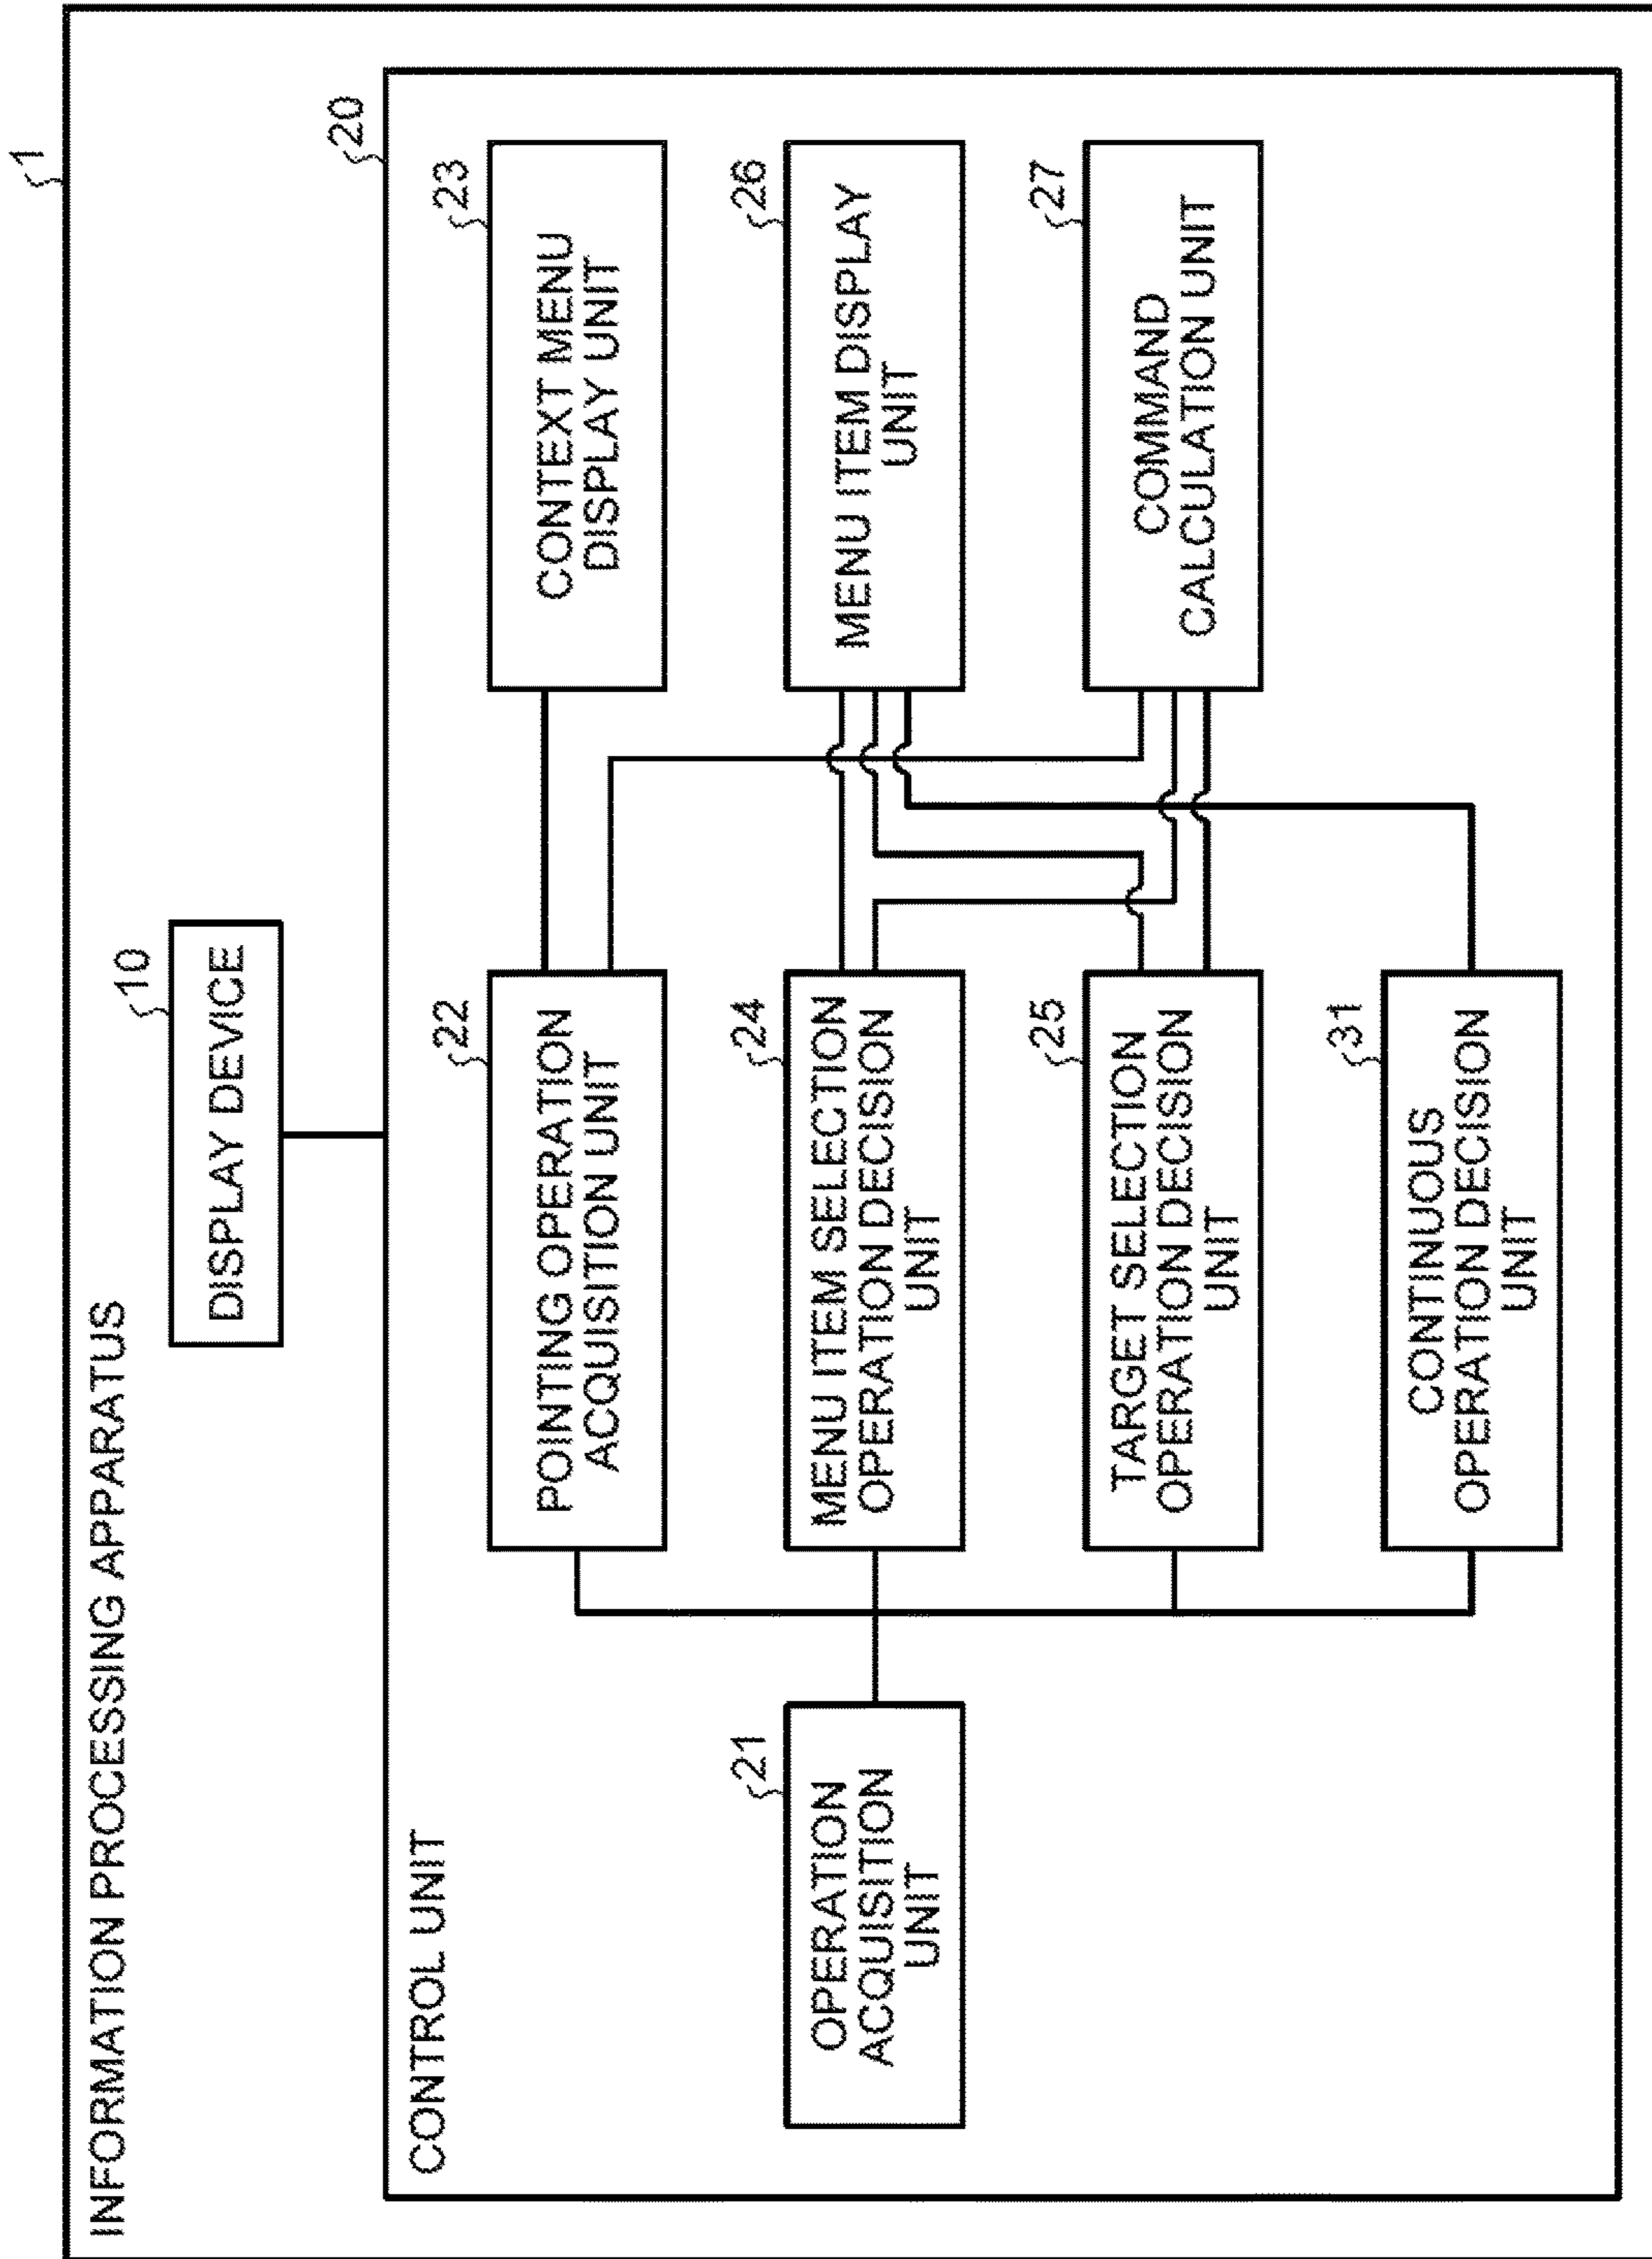 1
INFORMATION PROCESSING APPARATUS
10
DISPLAY DEVICE
20
CONTROL UNIT
21
OPERATION
ACQUISITION
UNIT
22
POINTING OPERATION
ACQUISITION UNIT
23
CONTEXT MENU
DISPLAY UNIT
24
MENU ITEM SELECTION
OPERATION DECISION
UNIT
26
MENU ITEM DISPLAY
UNIT
25
TARGET SELECTION
OPERATION DECISION
UNIT
27
COMMAND
CALCULATION UNIT
31
CONTINUOUS
OPERATION DECISION
UNIT